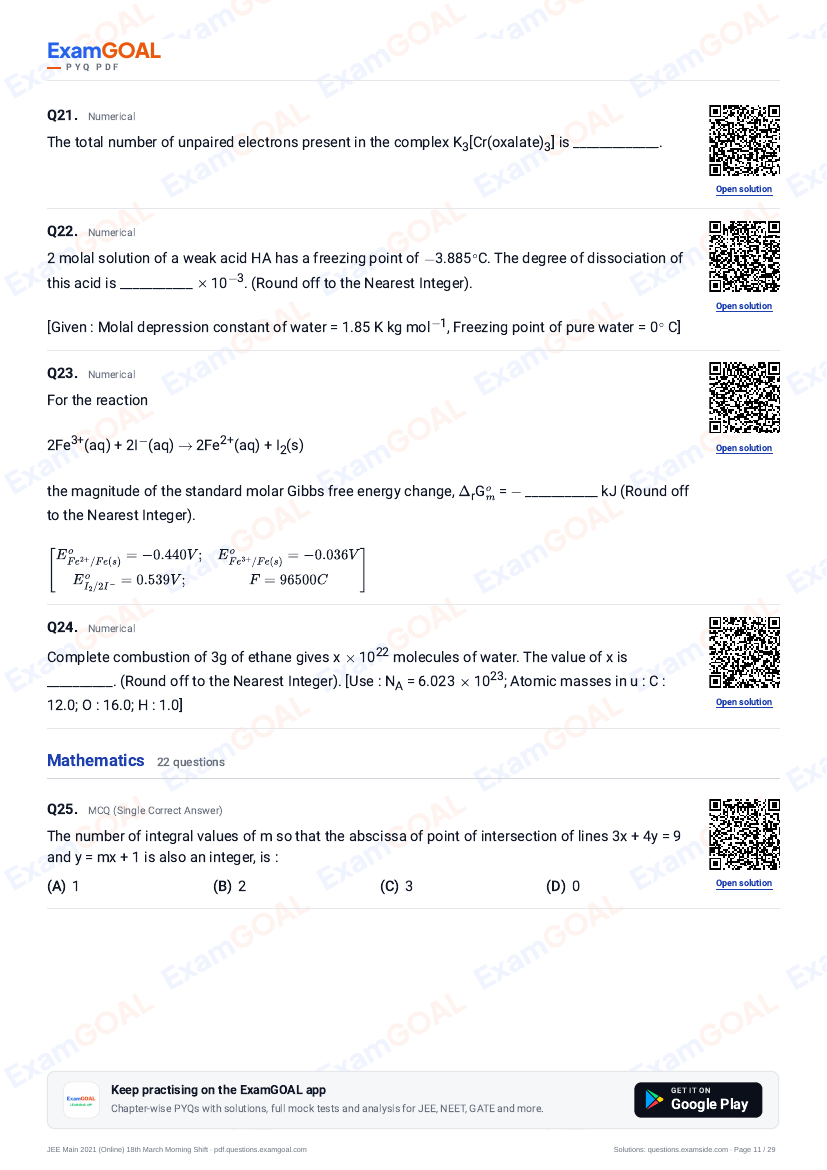 ExamGOAL
PYQ PDF
Q21. Numerical
The total number of unpaired electrons present in the complex K₃[Cr(oxalate)₃] is ____________.
Open solution
Q22. Numerical
2 molal solution of a weak acid HA has a freezing point of −3.885°C. The degree of dissociation of
this acid is __________ × 10⁻³. (Round off to the Nearest Integer).
Open solution
[Given : Molal depression constant of water = 1.85 K kg mol⁻¹, Freezing point of pure water = 0° C]
Q23. Numerical
For the reaction
2Fe³⁺(aq) + 2I⁻(aq) → 2Fe²⁺(aq) + I₂(s)
Open solution
the magnitude of the standard molar Gibbs free energy change, ΔᵣG°ₘ = − __________ kJ (Round off
to the Nearest Integer).
[E°_{Fe²⁺/Fe(s)} = −0.440V; E°_{Fe³⁺/Fe(s)} = −0.036V
E°_{I₂/2I⁻} = 0.539V; F = 96500C]
Q24. Numerical
Complete combustion of 3g of ethane gives x × 10²² molecules of water. The value of x is
_________. (Round off to the Nearest Integer). [Use : N_A = 6.023 × 10²³; Atomic masses in u : C :
12.0; O : 16.0; H : 1.0]
Open solution
Mathematics 22 questions
Q25. MCQ (Single Correct Answer)
The number of integral values of m so that the abscissa of point of intersection of lines 3x + 4y = 9
and y = mx + 1 is also an integer, is :
(A) 1 (B) 2 (C) 3 (D) 0
Open solution
ExamGOAL
Keep practising on the ExamGOAL app
Chapter-wise PYQs with solutions, full mock tests and analysis for JEE, NEET, GATE and more.
GET IT ON
Google Play
JEE Main 2021 (Online) 18th March Morning Shift · pdf.questions.examgoal.com
Solutions: questions.examside.com · Page 11 / 29